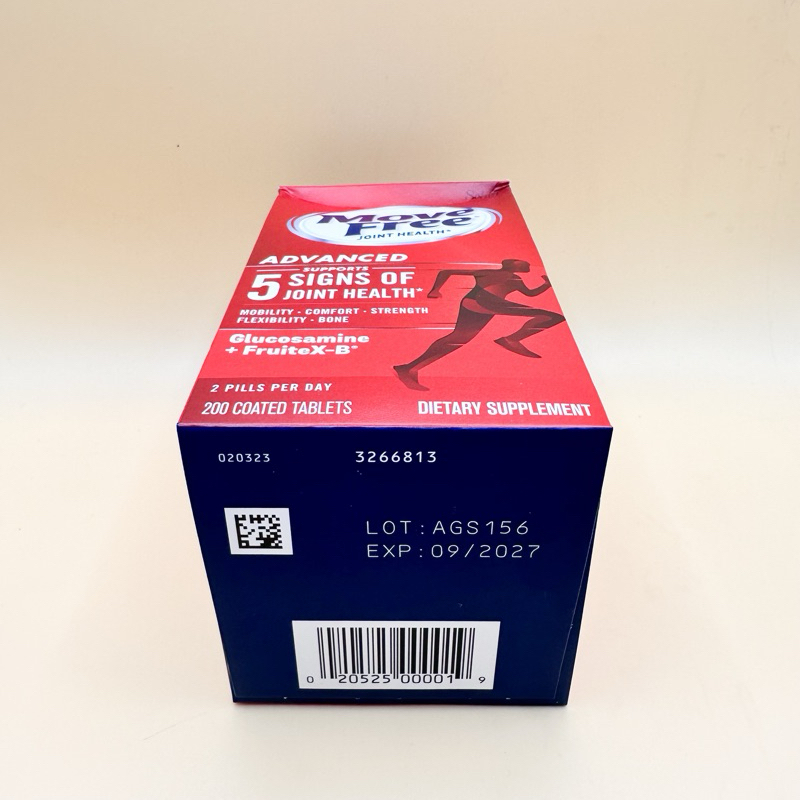 Move
Free
JOINT HEALTH*
ADVANCED
SUPPORTS
5 SIGNS OF
JOINT HEALTH*
MOBILITY • COMFORT • STRENGTH
FLEXIBILITY • BONE
Glucosamine
+ FruiteX-B®
2 PILLS PER DAY
200 COATED TABLETS
DIETARY SUPPLEMENT
020323
3266813
LOT:AGS156
EXP:09/2027
0 20525 00001 9